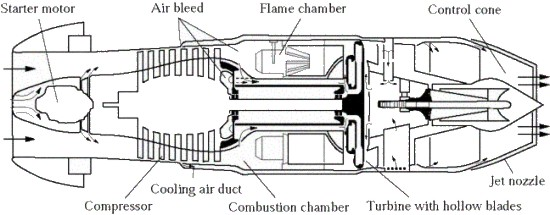 Starter motor
Air bleed
Flame chamber
Control cone
Compressor
Cooling air duct
Combustion chamber
Turbine with hollow blades
Jet nozzle